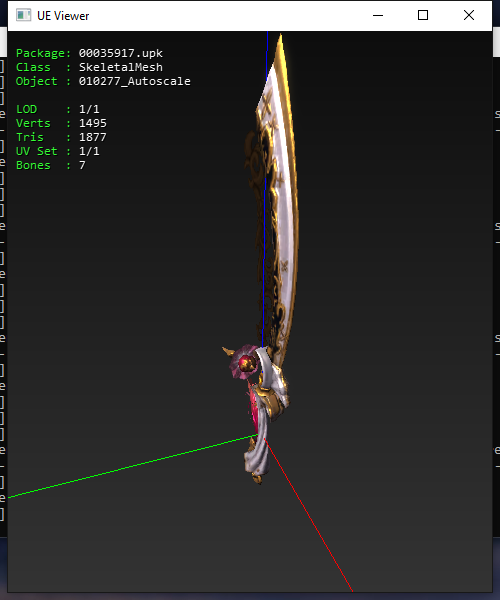 UE Viewer
Package: 00035917.upk
Class  : SkeletalMesh
Object : 010277_Autoscale
LOD    : 1/1
Verts  : 1495
Tris   : 1877
UV Set : 1/1
Bones  : 7